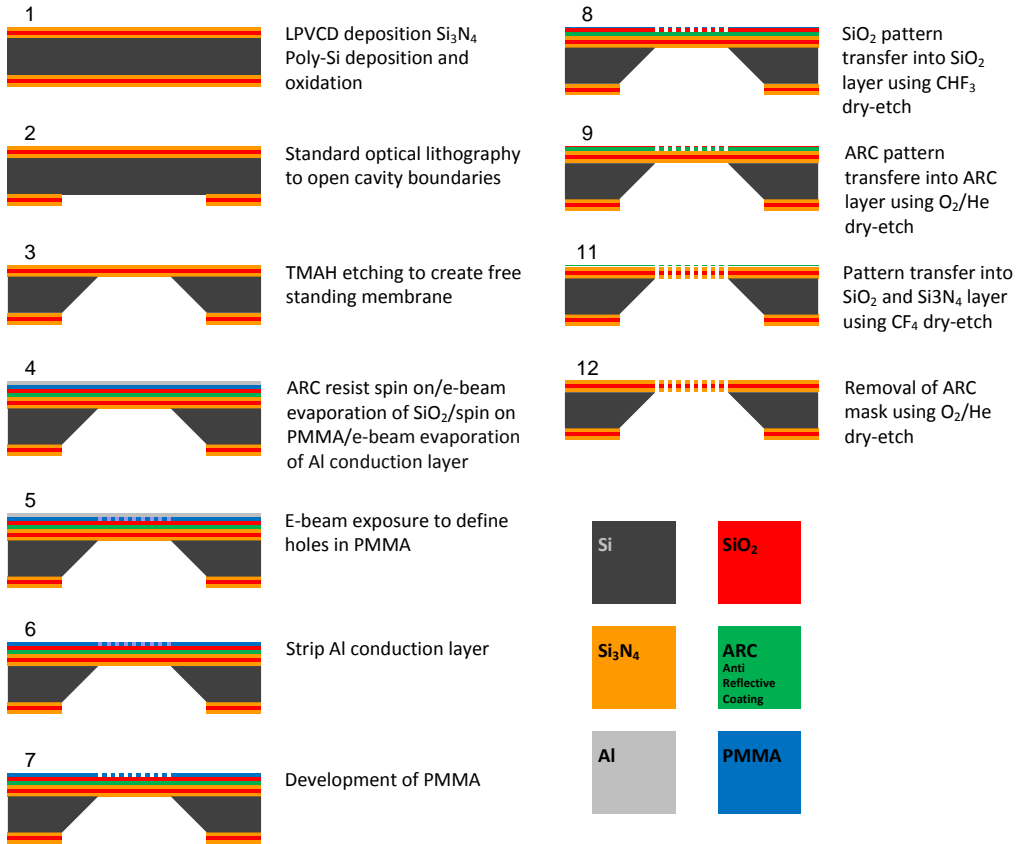 1
LPVCD deposition Si₃N₄
Poly-Si deposition and
oxidation
2
Standard optical lithography
to open cavity boundaries
3
TMAH etching to create free
standing membrane
4
ARC resist spin on/e-beam
evaporation of SiO₂/spin on
PMMA/e-beam evaporation
of Al conduction layer
5
E-beam exposure to define
holes in PMMA
6
Strip Al conduction layer
7
Development of PMMA
8
SiO₂ pattern
transfer into SiO₂
layer using CHF₃
dry-etch
9
ARC pattern
transfere into ARC
layer using O₂/He
dry-etch
11
Pattern transfer into
SiO₂ and Si3N₄ layer
using CF₄ dry-etch
12
Removal of ARC
mask using O₂/He
dry-etch
Si
SiO₂
Si₃N₄
ARC
Anti
Reflective
Coating
Al
PMMA